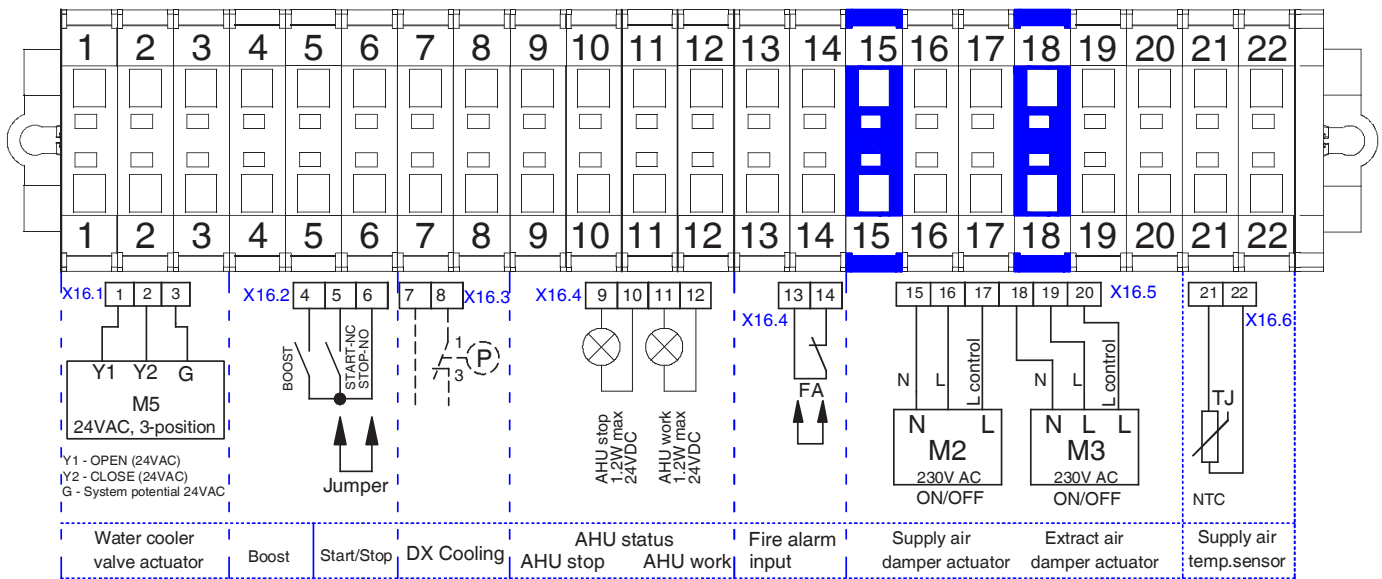 1 2 3 4 5 6 7 8 9 10 11 12 13 14 15 16 17 18 19 20 21 22
1 2 3 4 5 6 7 8 9 10 11 12 13 14 15 16 17 18 19 20 21 22
X16.1 1 2 3
Y1 Y2 G
M5
24VAC, 3-position
Y1 - OPEN (24VAC)
Y2 - CLOSE (24VAC)
G - System potential 24VAC
Water cooler
valve actuator
X16.2 4 5 6
BOOST
START-NC
STOP-NO
Jumper
Boost
Start/Stop
7 8 X16.3
1
P
3
DX Cooling
X16.4 9 10 11 12
AHU stop
1.2W max
24VDC
AHU work
1.2W max
24VDC
AHU status
AHU stop AHU work
13 14
X16.4
FA
Fire alarm
input
15 16 17 18 19 20 X16.5
N L L control
N L
M2
230V AC
ON/OFF
Supply air
damper actuator
N L L control
N L L
M3
230V AC
ON/OFF
Extract air
damper actuator
21 22
X16.6
TJ
NTC
Supply air
temp.sensor